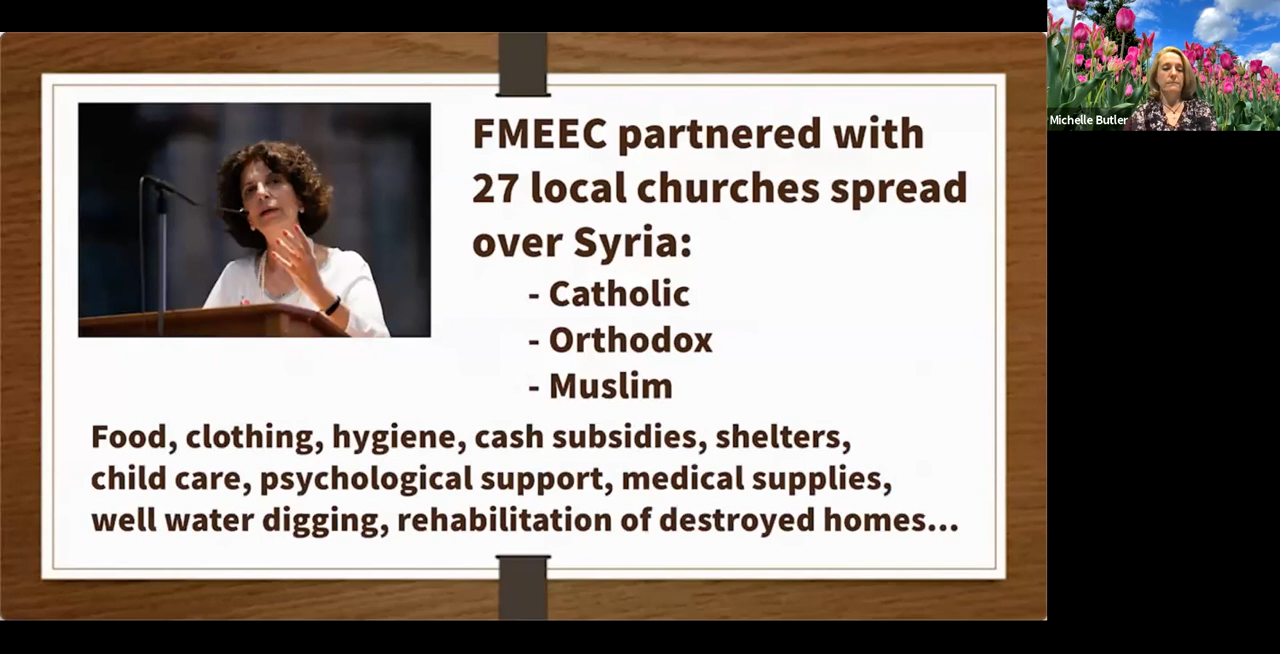 FMEEC partnered with
27 local churches spread
over Syria:
- Catholic
- Orthodox
- Muslim
Food, clothing, hygiene, cash subsidies, shelters,
child care, psychological support, medical supplies,
well water digging, rehabilitation of destroyed homes...
Michelle Butler